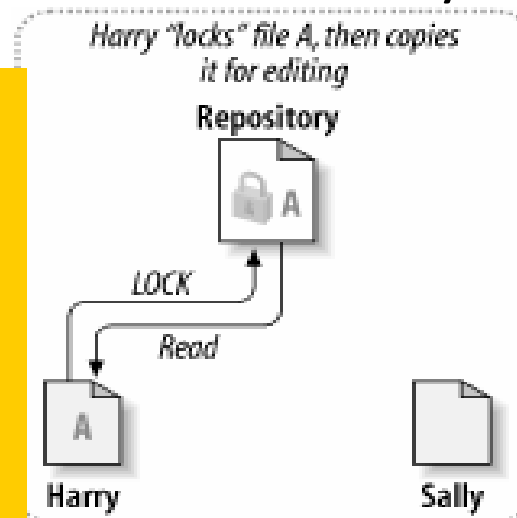 Harry "locks" file A, then copies
it for editing
Repository
A
LOCK
Read
A
Harry
Sally